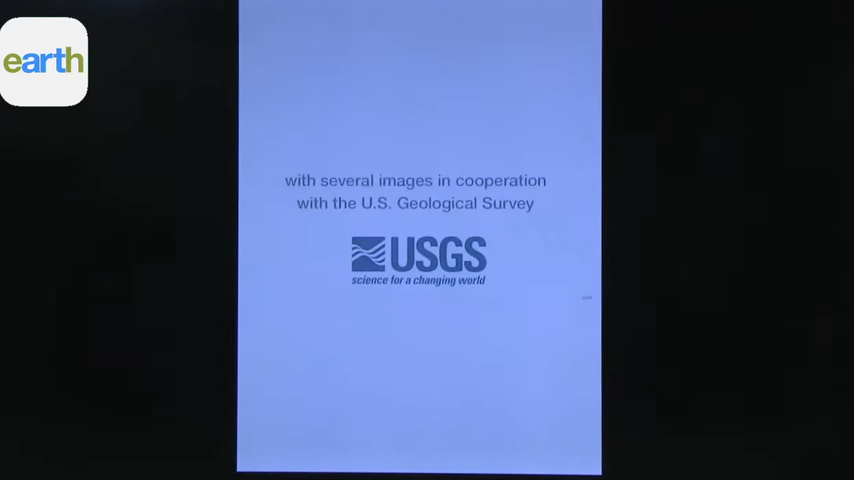 earth
with several images in cooperation
with the U.S. Geological Survey
USGS
science for a changing world